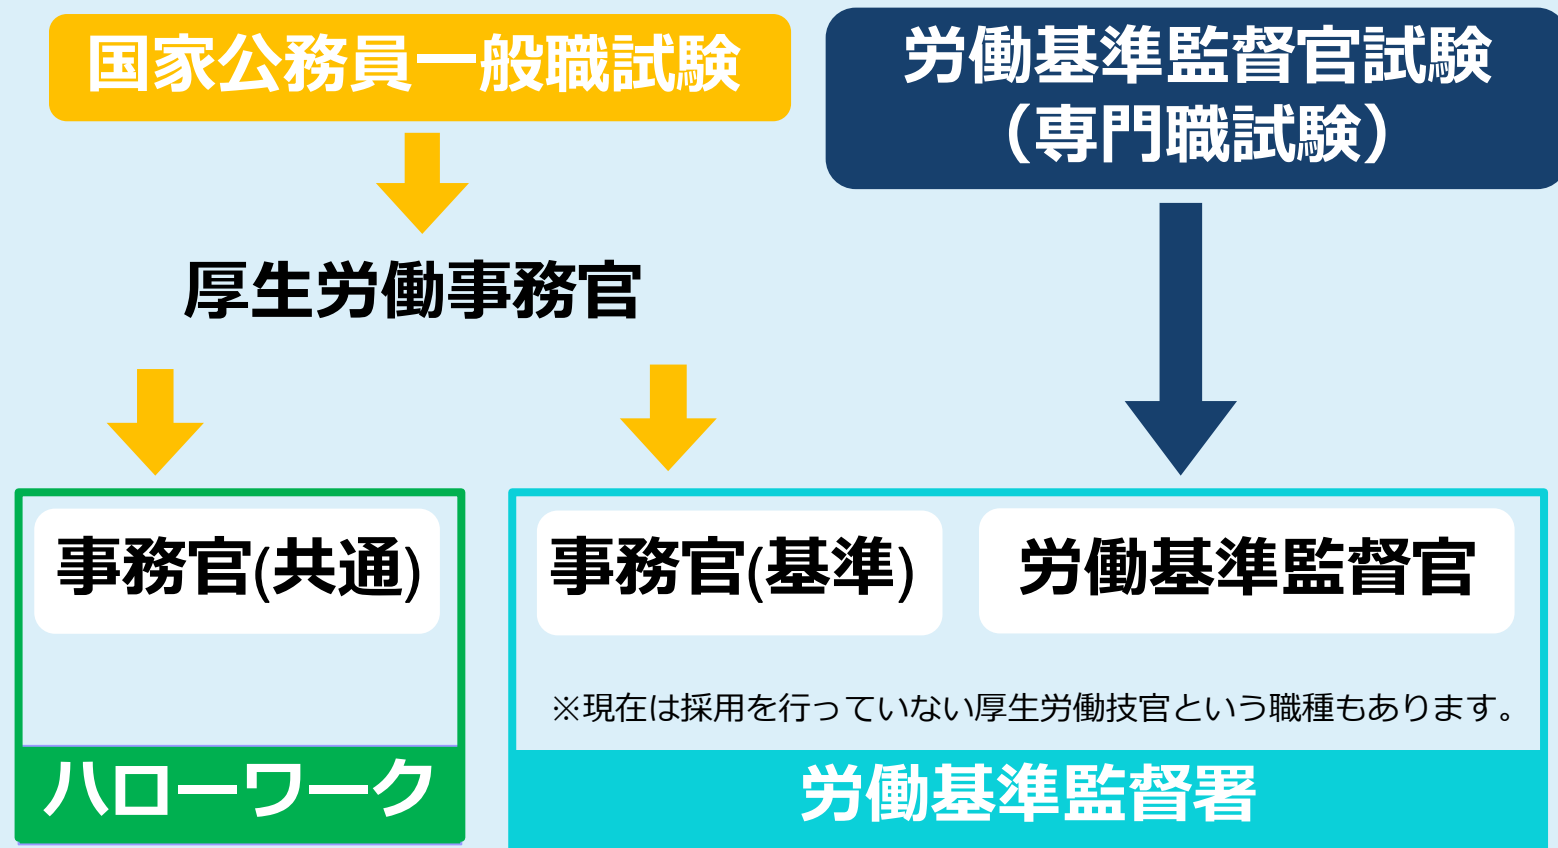 国家公務員一般職試験
労働基準監督官試験
（専門職試験）
厚生労働事務官
事務官(共通)
事務官(基準)
労働基準監督官
※現在は採用を行っていない厚生労働技官という職種もあります。
ハローワーク
労働基準監督署